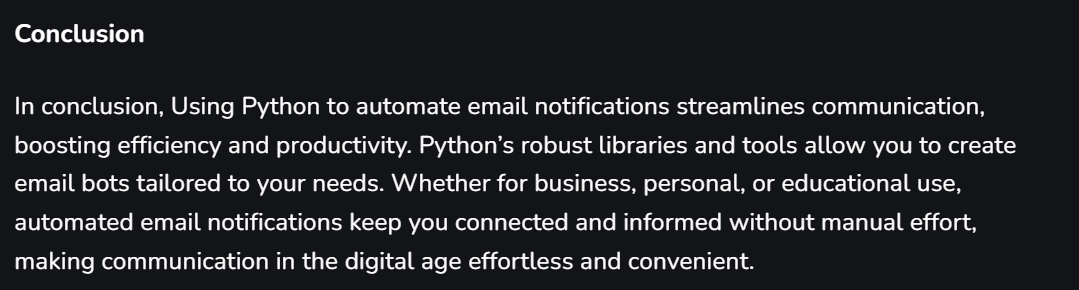 Conclusion
In conclusion, Using Python to automate email notifications streamlines communication,
boosting efficiency and productivity. Python’s robust libraries and tools allow you to create
email bots tailored to your needs. Whether for business, personal, or educational use,
automated email notifications keep you connected and informed without manual effort,
making communication in the digital age effortless and convenient.